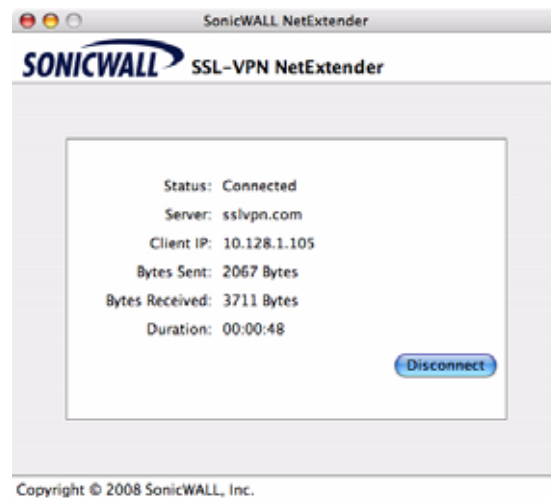 SonicWALL NetExtender
SONICWALL SSL-VPN NetExtender
Status: Connected
Server: sslvpn.com
Client IP: 10.128.1.105
Bytes Sent: 2067 Bytes
Bytes Received: 3711 Bytes
Duration: 00:00:48
Disconnect
Copyright © 2008 SonicWALL, Inc.